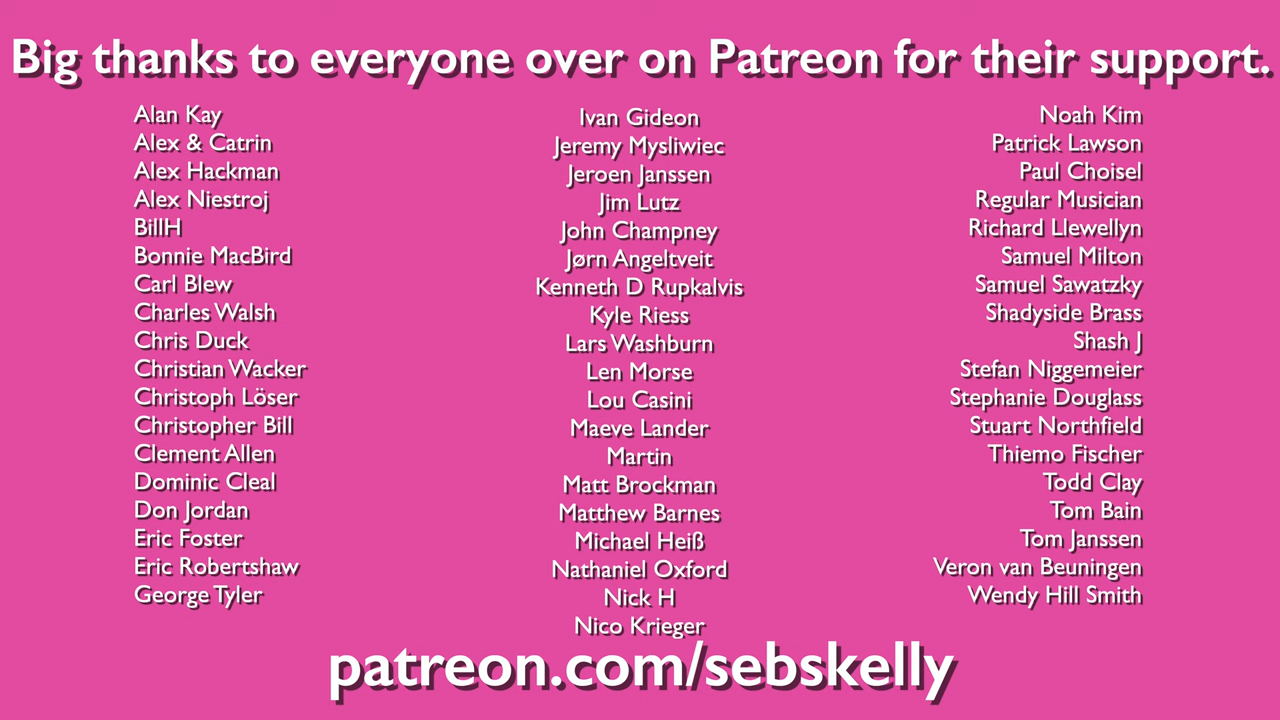 Big thanks to everyone over on Patreon for their support.
Alan Kay
Alex & Catrin
Alex Hackman
Alex Niestroj
BillH
Bonnie MacBird
Carl Blew
Charles Walsh
Chris Duck
Christian Wacker
Christoph Löser
Christopher Bill
Clement Allen
Dominic Cleal
Don Jordan
Eric Foster
Eric Robertshaw
George Tyler
Ivan Gideon
Jeremy Mysliwiec
Jeroen Janssen
Jim Lutz
John Champney
Jørn Angeltveit
Kenneth D Rupkalvis
Kyle Riess
Lars Washburn
Len Morse
Lou Casini
Maeve Lander
Martin
Matt Brockman
Matthew Barnes
Michael Heiß
Nathaniel Oxford
Nick H
Nico Krieger
Noah Kim
Patrick Lawson
Paul Choisel
Regular Musician
Richard Llewellyn
Samuel Milton
Samuel Sawatzky
Shadyside Brass
Shash J
Stefan Niggemeier
Stephanie Douglass
Stuart Northfield
Thiemo Fischer
Todd Clay
Tom Bain
Tom Janssen
Veron van Beuningen
Wendy Hill Smith
patreon.com/sebskelly